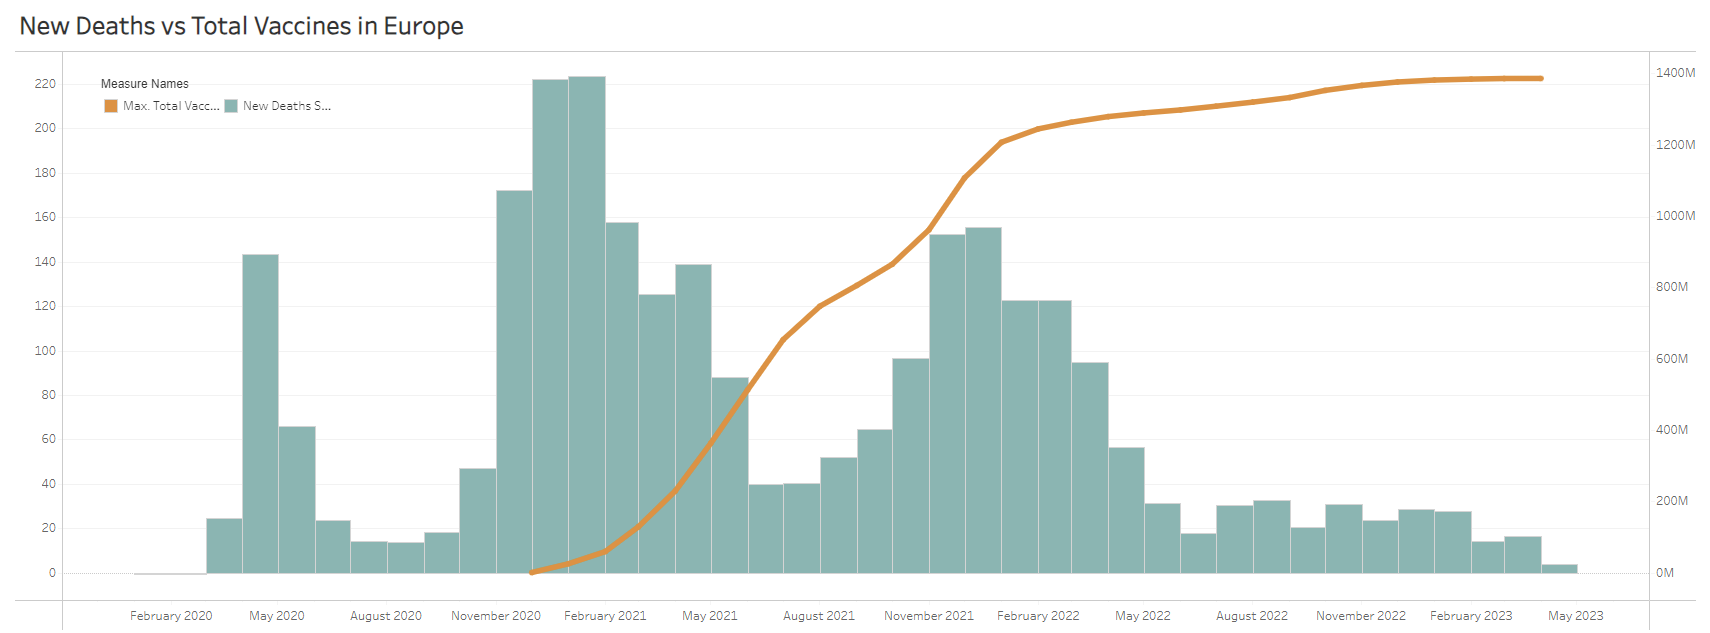 New Deaths vs Total Vaccines in Europe
Measure Names
Max. Total Vacc... New Deaths S...
220
200
180
160
140
120
100
80
60
40
20
0
1400M
1200M
1000M
800M
600M
400M
200M
0M
February 2020 May 2020 August 2020 November 2020 February 2021 May 2021 August 2021 November 2021 February 2022 May 2022 August 2022 November 2022 February 2023 May 2023